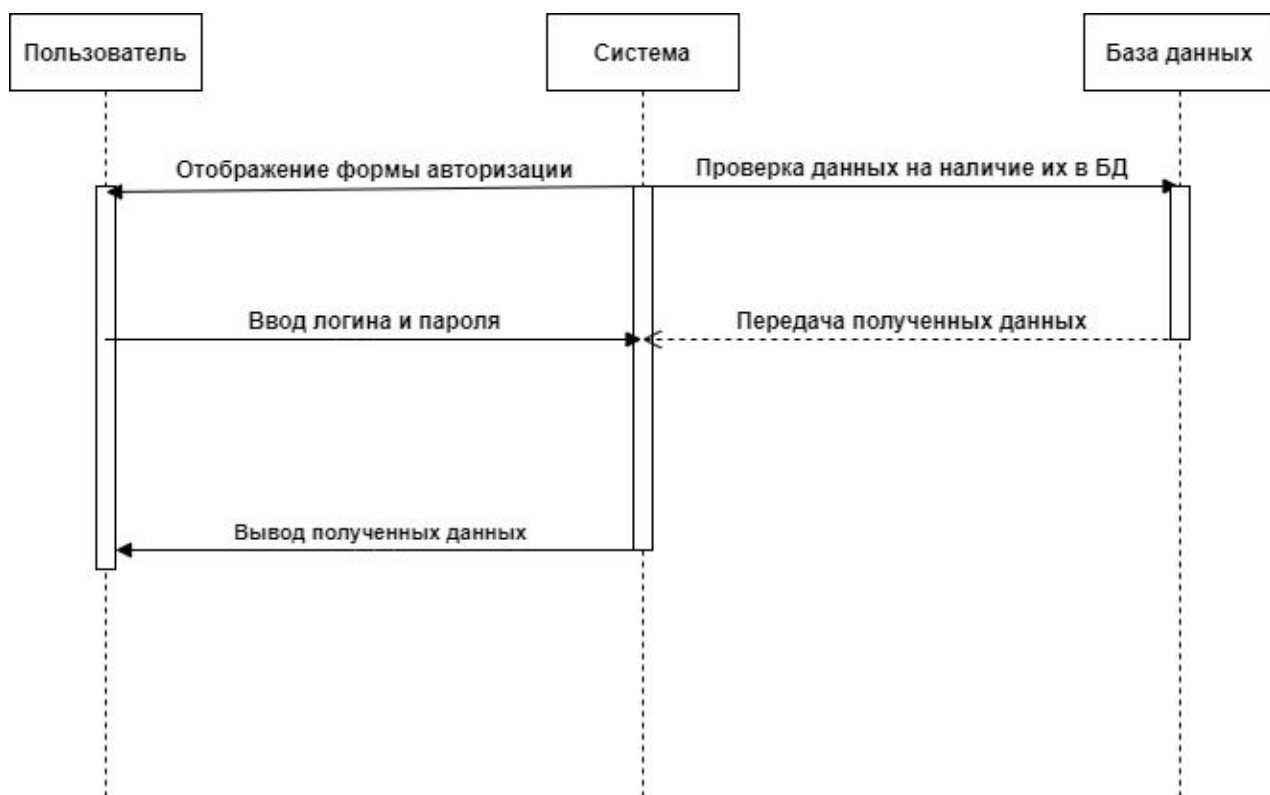 Пользователь
Система
База данных
Отображение формы авторизации
Проверка данных на наличие их в БД
Ввод логина и пароля
Передача полученных данных
Вывод полученных данных